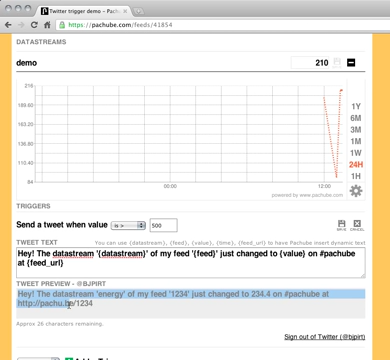 Twitter trigger demo - Pach
https://pachube.com/feeds/41854
DATASTREAMS
demo
210
216
189.60
163.20
136.80
110.40
84
00:00
12:00
1Y
6M
3M
1M
1W
24H
1H
powered by www.pachube.com
TRIGGERS
Send a tweet when value
is >
500
SAVE
CANCEL
TWEET TEXT
You can use {datastream}, {feed}, {value}, {time}, {feed_url} to have Pachube insert dynamic text
Hey! The datastream '{datastream}' of my feed '{feed}' just changed to {value} on #pachube
at {feed_url}
TWEET PREVIEW - @BJPIRT
Hey! The datastream 'energy' of my feed '1234' just changed to 234.4 on #pachube at
http://pachu.be/1234
Approx 26 characters remaining.
Sign out of Twitter (@bjpirt)